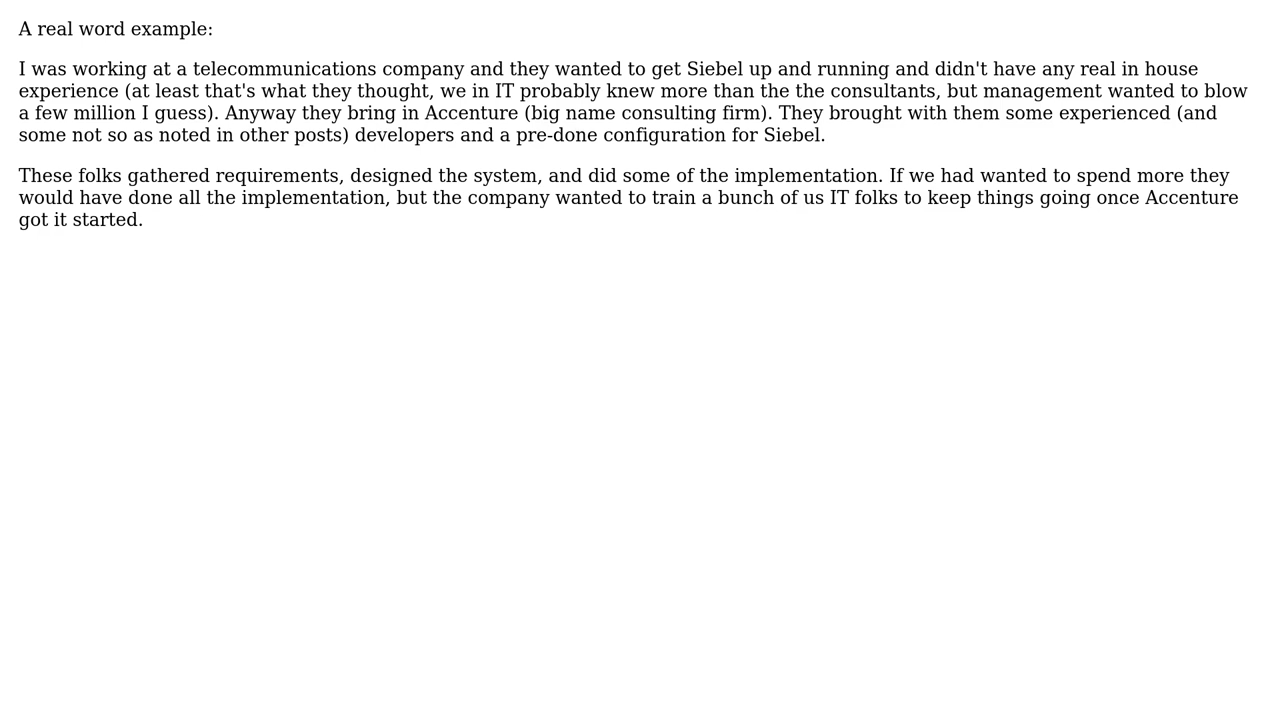 A real word example:
I was working at a telecommunications company and they wanted to get Siebel up and running and didn't have any real in house
experience (at least that's what they thought, we in IT probably knew more than the the consultants, but management wanted to blow
a few million I guess). Anyway they bring in Accenture (big name consulting firm). They brought with them some experienced (and
some not so as noted in other posts) developers and a pre-done configuration for Siebel.
These folks gathered requirements, designed the system, and did some of the implementation. If we had wanted to spend more they
would have done all the implementation, but the company wanted to train a bunch of us IT folks to keep things going once Accenture
got it started.